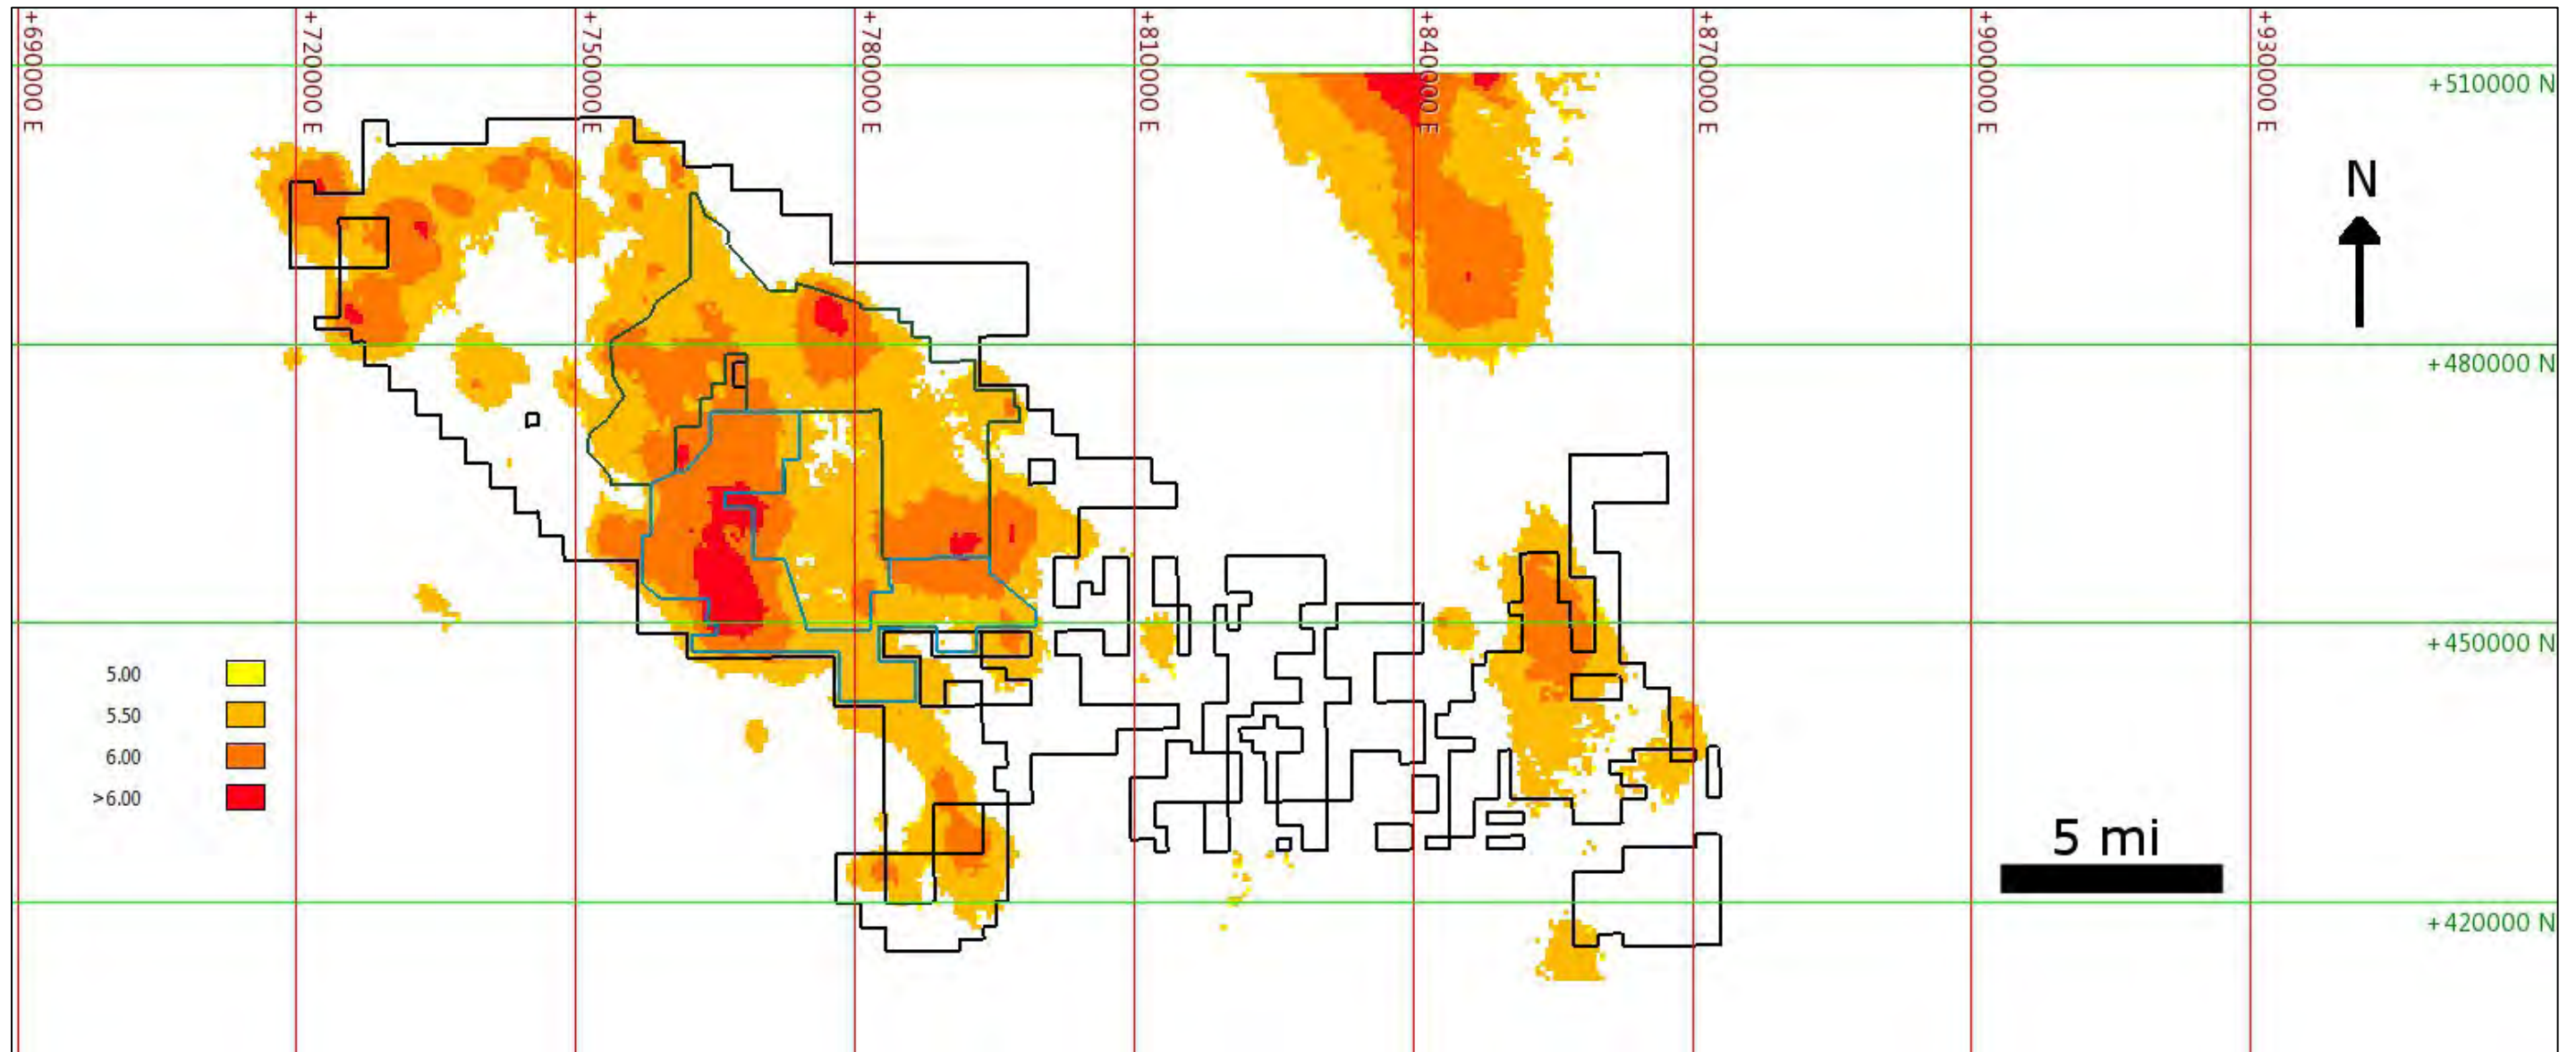 +690000 E
+720000 E
+750000 E
+780000 E
+810000 E
+840000 E
+870000 E
+900000 E
+930000 E
+510000 N
N
+480000 N
+450000 N
5.00
5.50
6.00
>6.00
5 mi
+420000 N